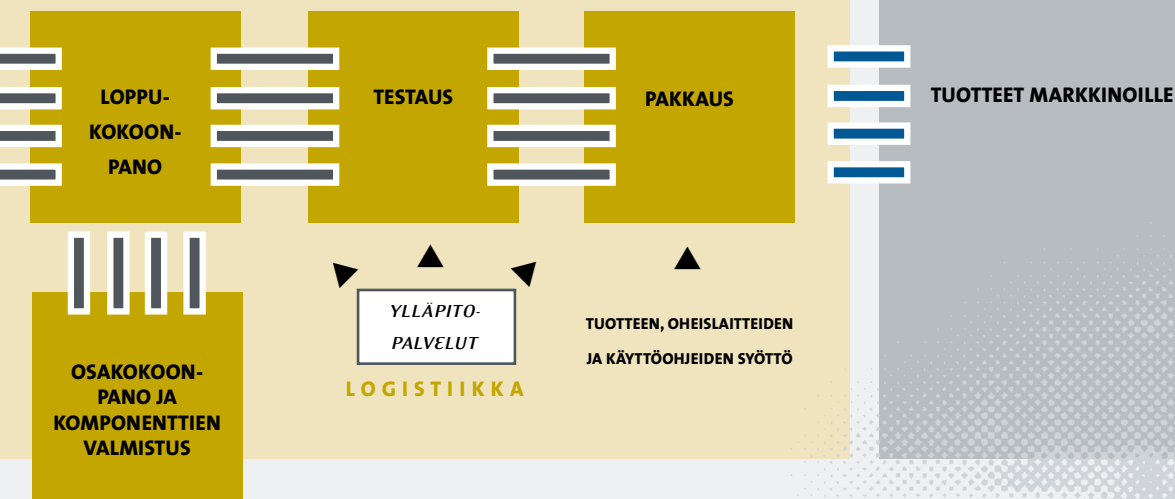 LOPPU-
KOKOON-
PANO
TESTAUS
PAKKAUS
TUOTTEET MARKKINOILLE
YLLÄPITO-
PALVELUT
LOGISTIIKKA
TUOTTEEN, OHEISLAITTEIDEN
JA KÄYTTÖOHJEIDEN SYÖTTÖ
OSAKOKOON-
PANO JA
KOMPONENTTIEN
VALMISTUS